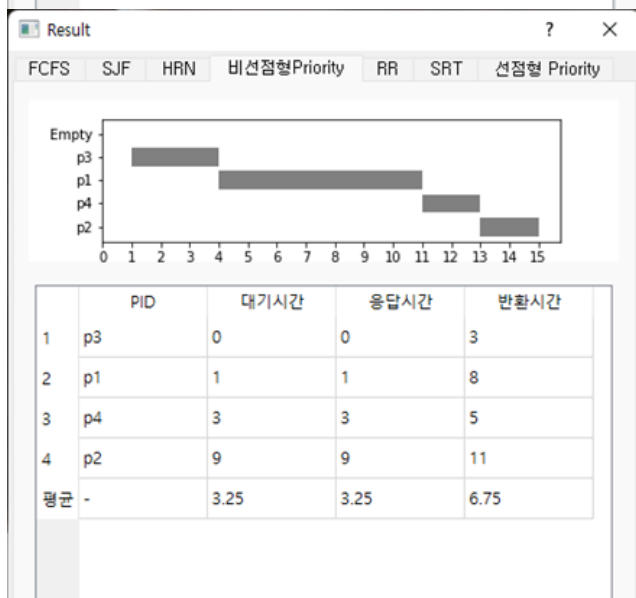 Result ? ×
FCFS SJF HRN 비선점형Priority RR SRT 선점형 Priority
Empty
p3
p1
p4
p2
0 1 2 3 4 5 6 7 8 9 10 11 12 13 14 15
PID 대기시간 응답시간 반환시간
1 p3 0 0 3
2 p1 1 1 8
3 p4 3 3 5
4 p2 9 9 11
평균 - 3.25 3.25 6.75